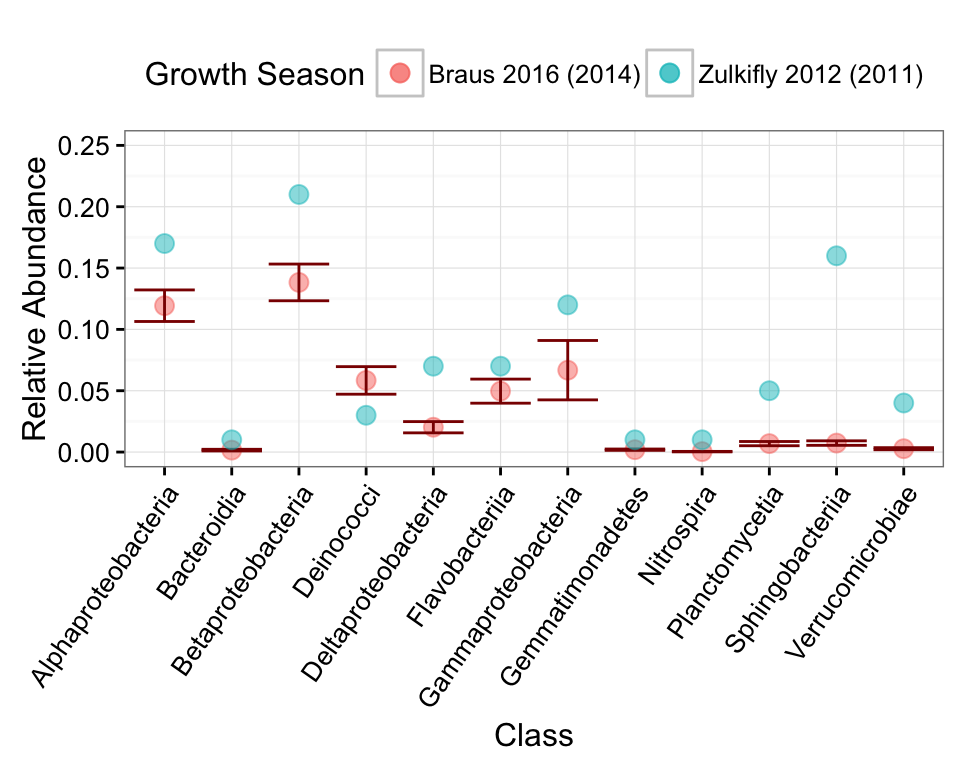 Growth Season Braus 2016 (2014) Zulkifly 2012 (2011)
Relative Abundance
0.25
0.20
0.15
0.10
0.05
0.00
Alphaproteobacteria
Bacteroidia
Betaproteobacteria
Deinococci
Deltaproteobacteria
Flavobacteriia
Gammaproteobacteria
Gemmatimonadetes
Nitrospira
Planctomycetia
Sphingobacteriia
Verrucomicrobiae
Class